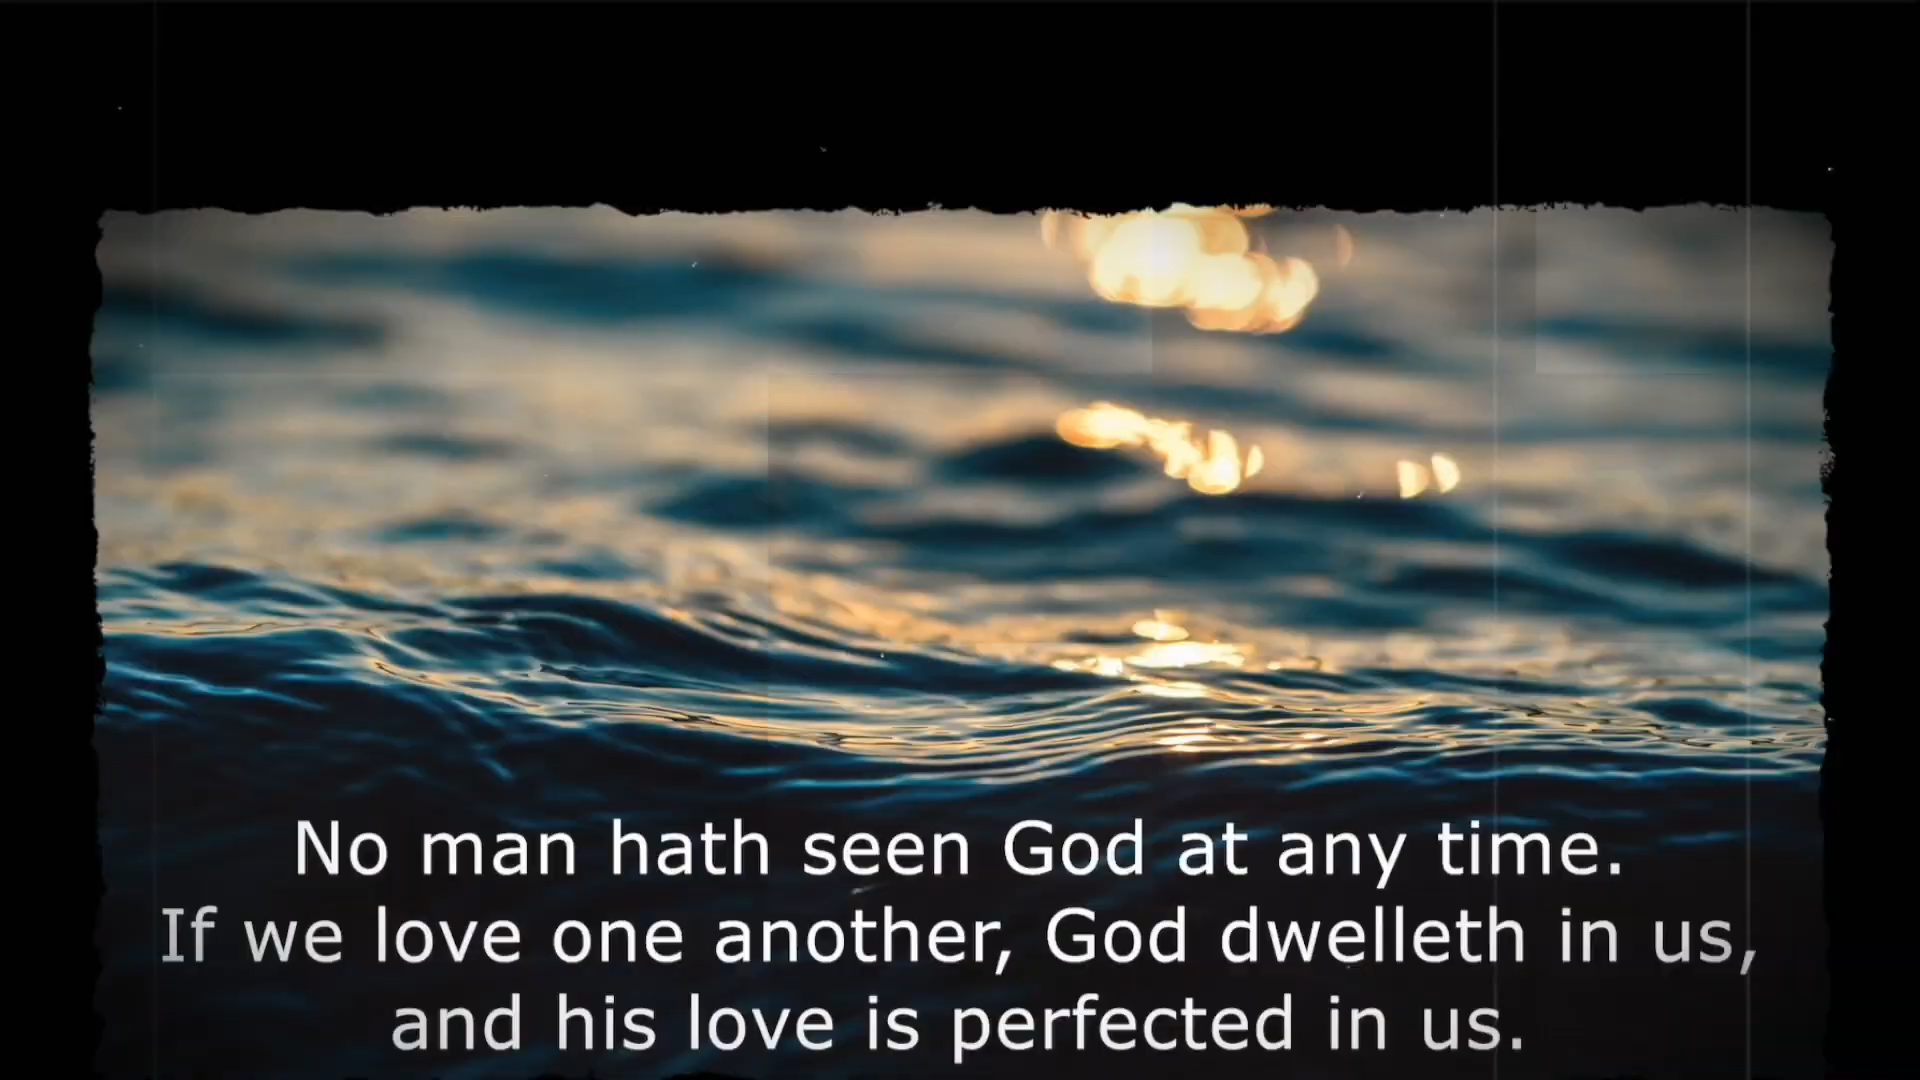 No man hath seen God at any time.
If we love one another, God dwelleth in us,
and his love is perfected in us.